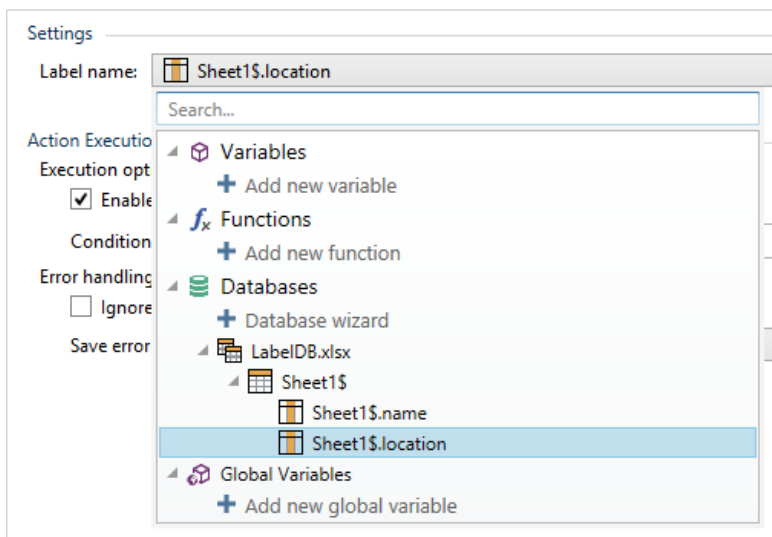 Settings
Label name: Sheet1$.location
Search...
Action Executio
Variables
Execution opt
Add new variable
Enable
Functions
Condition
Add new function
Error handling
Databases
Ignore
Database wizard
Save error
LabelDB.xlsx
Sheet1$
Sheet1$.name
Sheet1$.location
Global Variables
Add new global variable